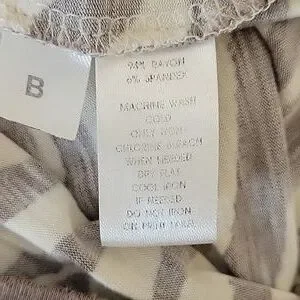 B
94% RAYON
6% SPANDEX
MACHINE WASH
COLD
ONLY NON-
CHLORINE BLEACH
WHEN NEEDED
DRY FLAT
COOL IRON
IF NEEDED
DO NOT IRON
ON PRINT